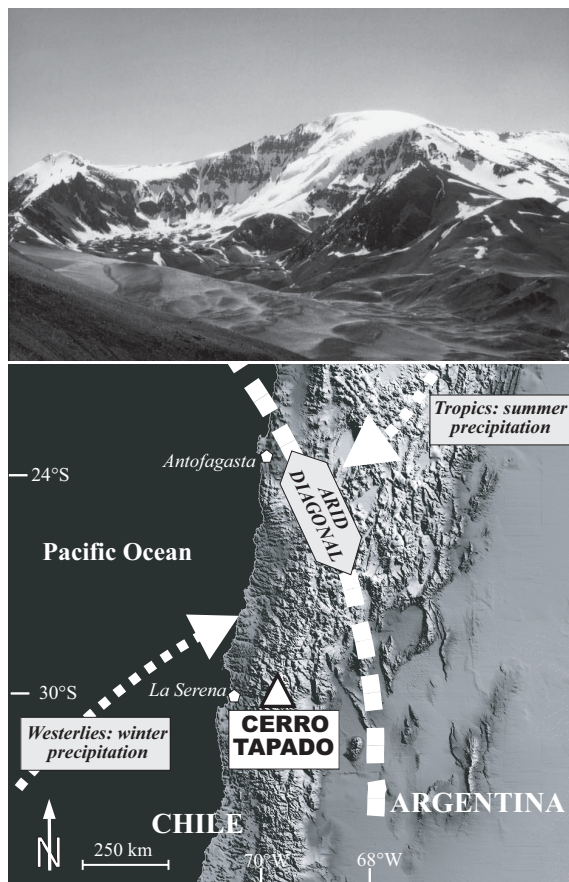 Tropics: summer
precipitation
Antofagasta
24°S
ARID
DIAGONAL
Pacific Ocean
30°S
La Serena
CERRO
TAPADO
Westerlies: winter
precipitation
ARGENTINA
CHILE
N
250 km
70°W
68°W